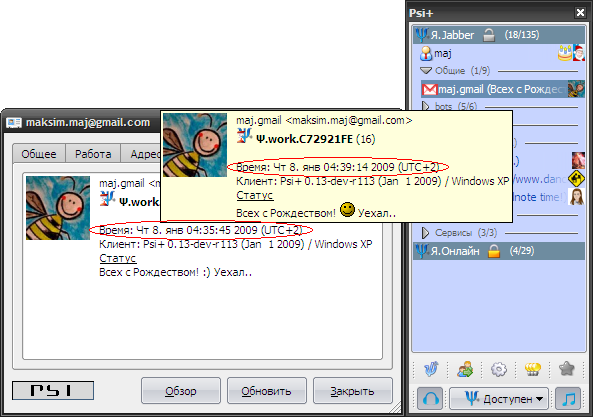 Psi+
Я.Jabber (18/135)
maj
Общие (1/9)
maj.gmail (Всех с Рождес
bots (5/6)
/www.danc
note time!
Сервисы (3/3)
Я.Онлайн (4/29)
Доступен
maksim.maj@gmail.com
Общее Работа Адрес
maj.gmail <m
Ψ.work
Время: Чт 8. янв 04:35:45 2009 (UTC+2)
Клиент: Psi+ 0.13-dev-r113 (Jan 1 2009) / Windows XP
Статус
Всех с Рождеством! :) Уехал..
PSI
Обзор Обновить Закрыть
maj.gmail <maksim.maj@gmail.com>
Ψ.work.C72921FE (16)
Время: Чт 8. янв 04:39:14 2009 (UTC+2)
Клиент: Psi+ 0.13-dev-r113 (Jan 1 2009) / Windows XP
Статус
Всех с Рождеством! Уехал..